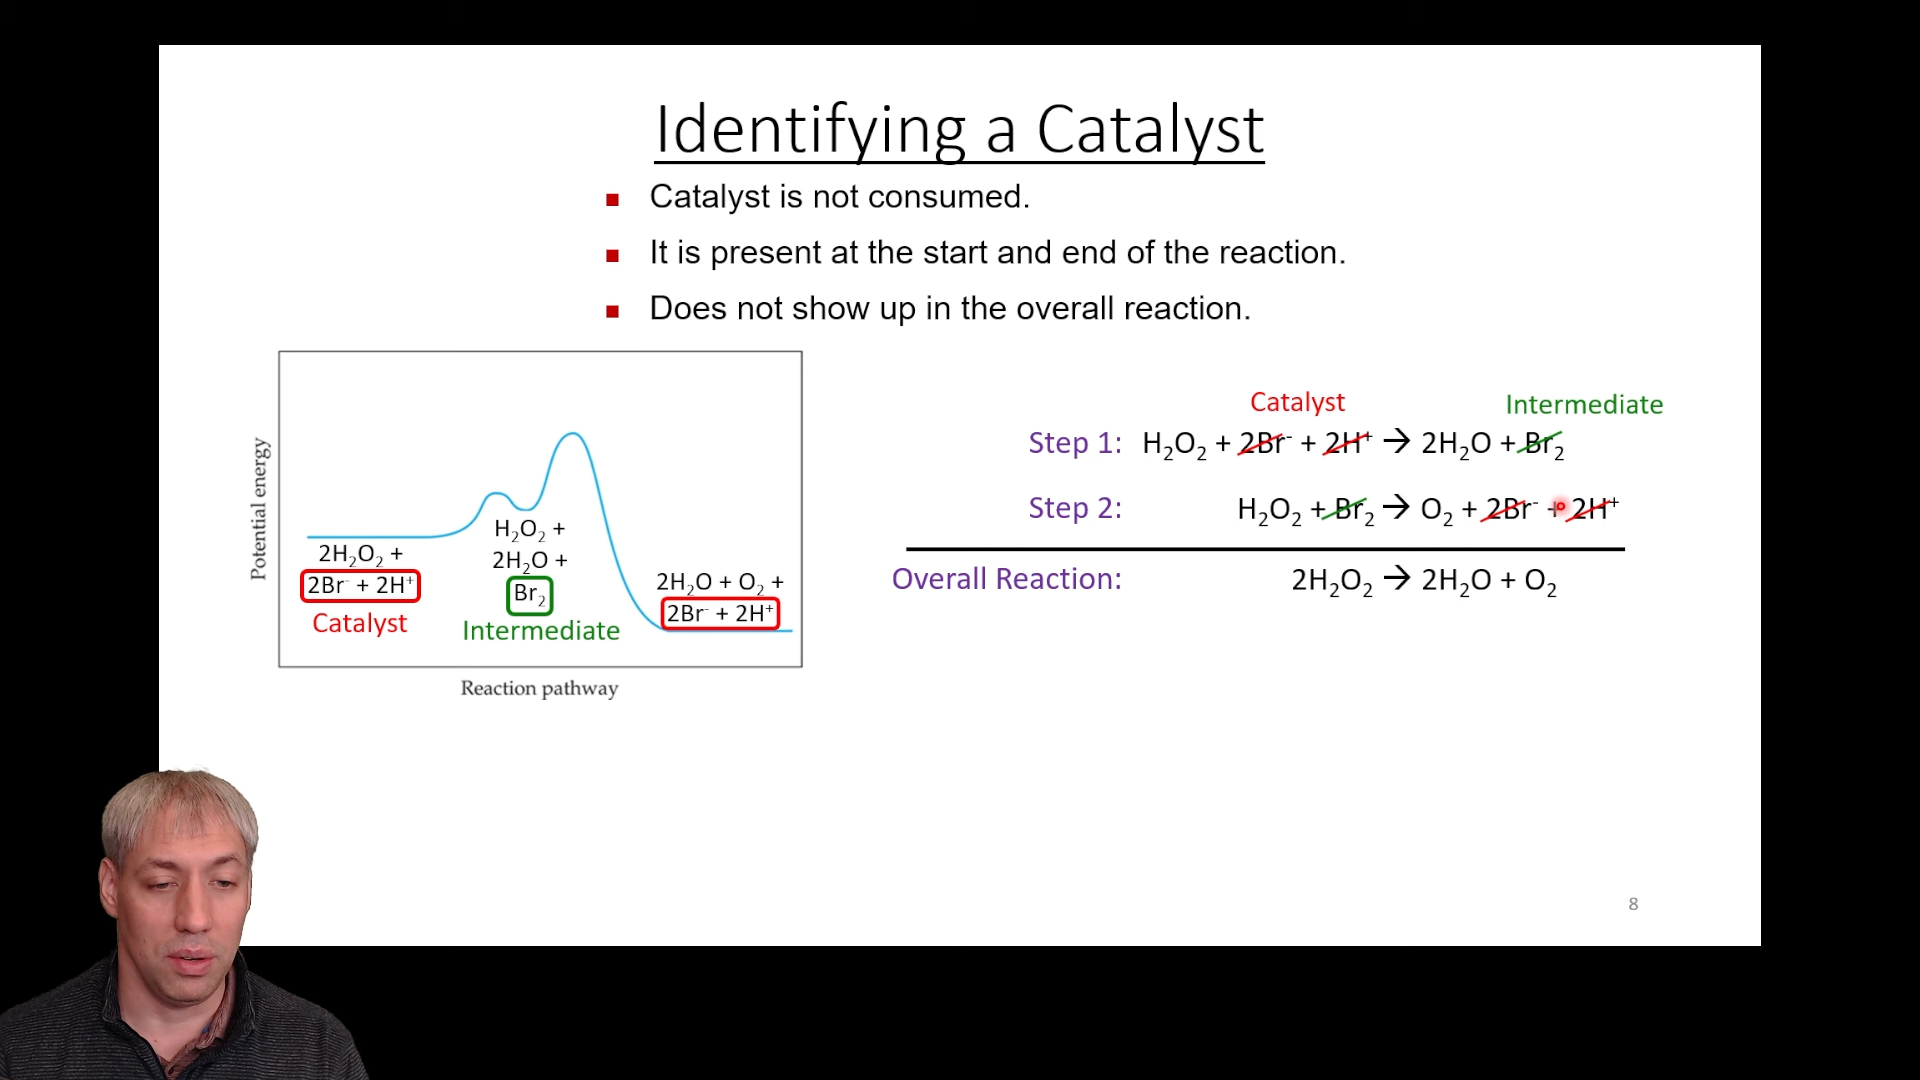 Identifying a Catalyst
Catalyst is not consumed.
It is present at the start and end of the reaction.
Does not show up in the overall reaction.
Potential energy
2H₂O₂ +
2Br⁻ + 2H⁺
Catalyst
H₂O₂ +
2H₂O +
Br₂
Intermediate
2H₂O + O₂ +
2Br⁻ + 2H⁺
Reaction pathway
Catalyst Intermediate
Step 1: H₂O₂ + 2Br⁻ + 2H⁺ → 2H₂O + Br₂
Step 2: H₂O₂ + Br₂ → O₂ + 2Br⁻ + 2H⁺
Overall Reaction: 2H₂O₂ → 2H₂O + O₂
8